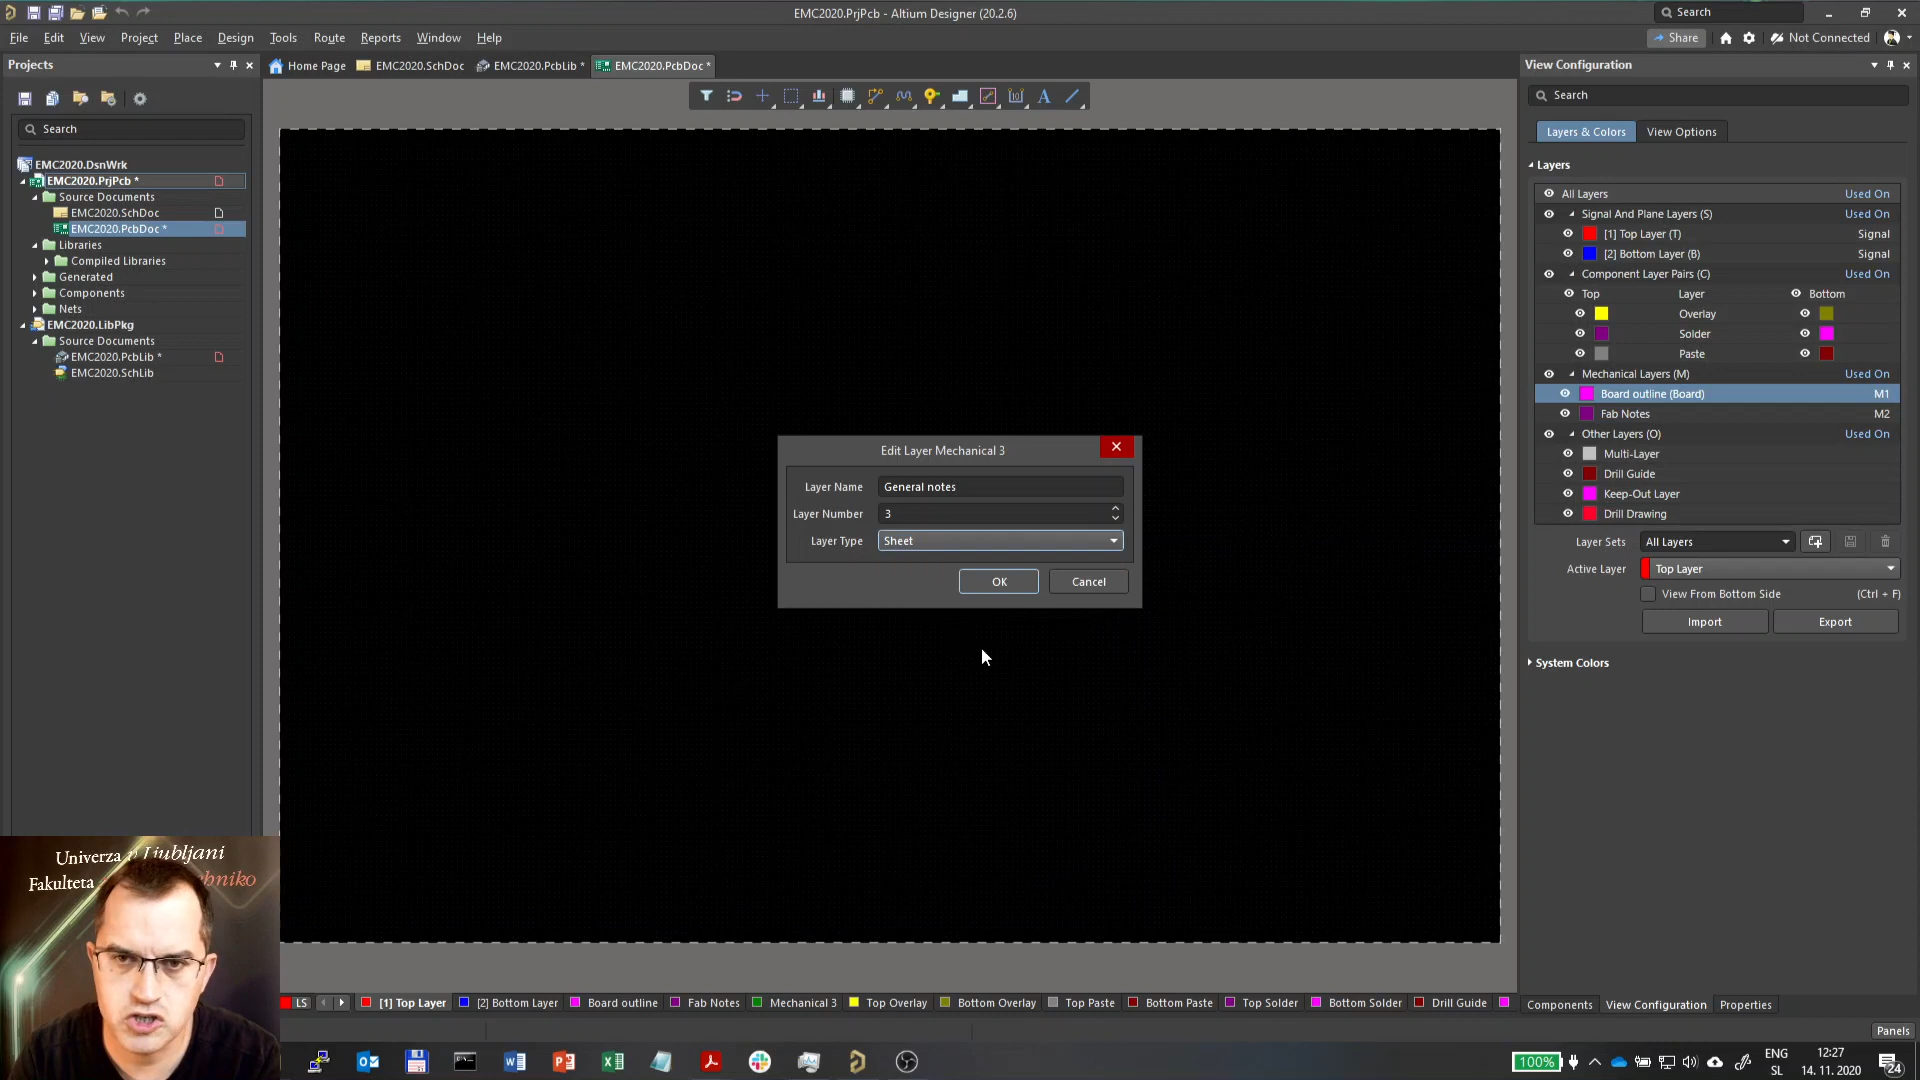 EMC2020.PrjPcb - Altium Designer (20.2.6)
Search
File Edit View Project Place Design Tools Route Reports Window Help
Share
Not Connected
Projects
Home Page
EMC2020.SchDoc
EMC2020.PcbLib *
EMC2020.PcbDoc *
Search
EMC2020.DsnWrk
EMC2020.PrjPcb *
Source Documents
EMC2020.SchDoc
EMC2020.PcbDoc *
Libraries
Compiled Libraries
Generated
Components
Nets
EMC2020.LibPkg
Source Documents
EMC2020.PcbLib *
EMC2020.SchLib
Edit Layer Mechanical 3
Layer Name General notes
Layer Number 3
Layer Type Sheet
OK Cancel
View Configuration
Search
Layers & Colors View Options
Layers
All Layers Used On
Signal And Plane Layers (S) Used On
[1] Top Layer (T) Signal
[2] Bottom Layer (B) Signal
Component Layer Pairs (C) Used On
Top Layer Bottom
Overlay
Solder
Paste
Mechanical Layers (M) Used On
Board outline (Board) M1
Fab Notes M2
Other Layers (O) Used On
Multi-Layer
Drill Guide
Keep-Out Layer
Drill Drawing
Layer Sets All Layers
Active Layer Top Layer
View From Bottom Side (Ctrl + F)
Import Export
System Colors
Univerza v Ljubljani
Fakulteta
LS [1] Top Layer [2] Bottom Layer Board outline Fab Notes Mechanical 3 Top Overlay Bottom Overlay Top Paste Bottom Paste Top Solder Bottom Solder Drill Guide
Components View Configuration Properties
Panels
100%
ENG
SL
12:27
14. 11. 2020
24